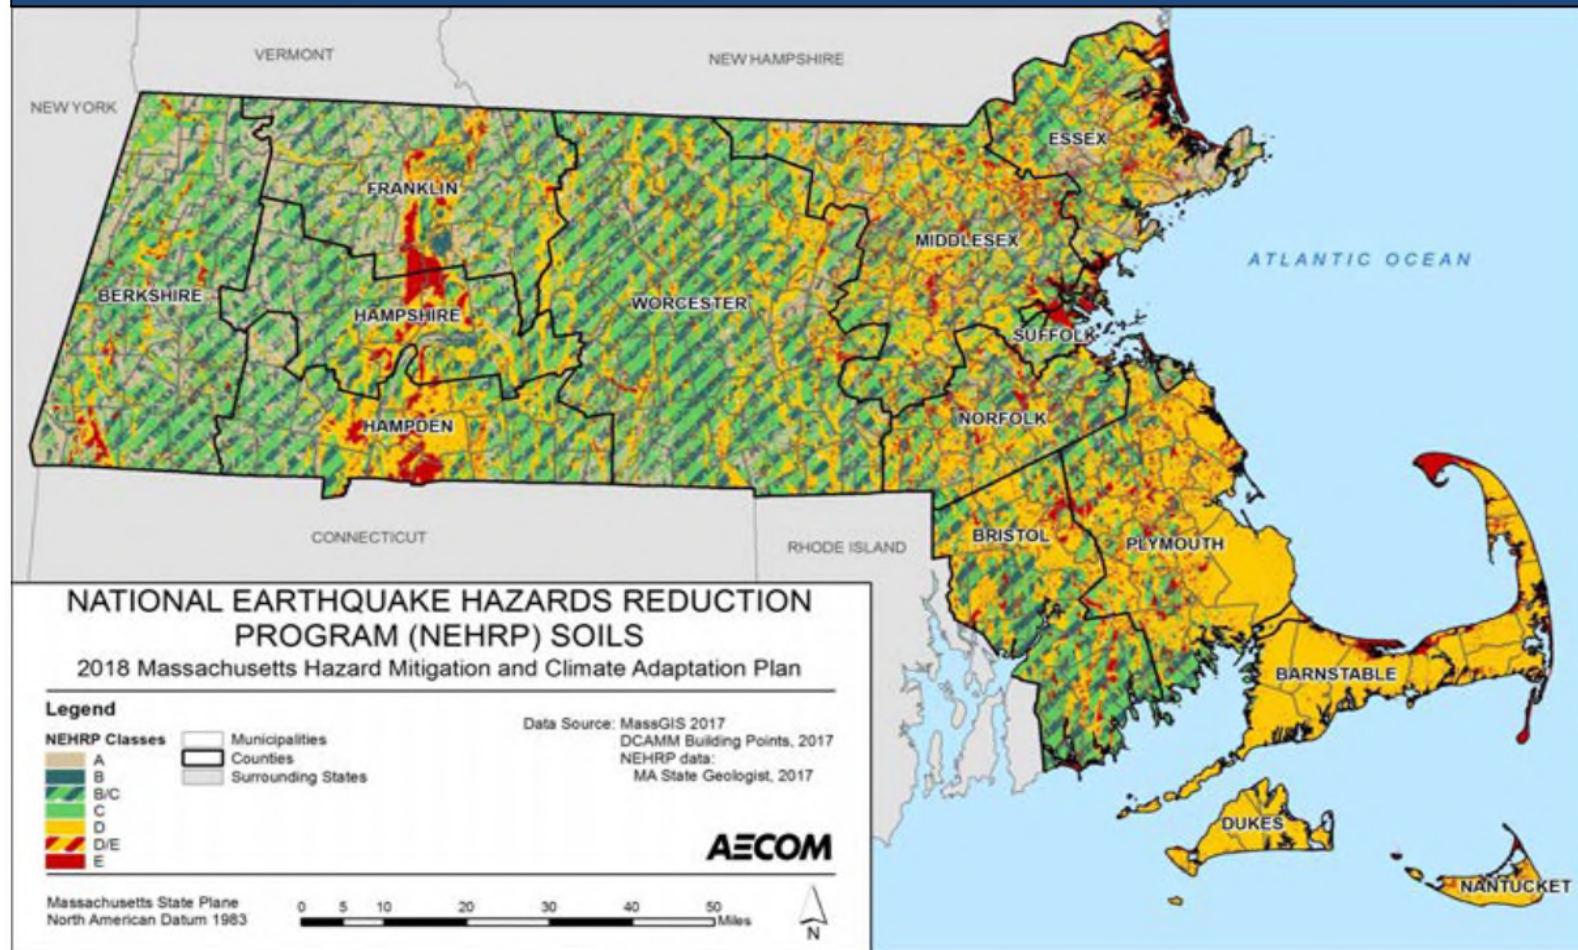 VERMONT
NEW HAMPSHIRE
NEW YORK
ESSEX
FRANKLIN
MIDDLESEX
ATLANTIC OCEAN
BERKSHIRE
WORCESTER
HAMPSHIRE
SUFFOLK
NORFOLK
HAMPDEN
CONNECTICUT
RHODE ISLAND
BRISTOL
PLYMOUTH
BARNSTABLE
DUKES
NANTUCKET
NATIONAL EARTHQUAKE HAZARDS REDUCTION
PROGRAM (NEHRP) SOILS
2018 Massachusetts Hazard Mitigation and Climate Adaptation Plan
Legend
NEHRP Classes
A
B
B/C
C
D
D/E
E
Municipalities
Counties
Surrounding States
Data Source: MassGIS 2017
DCAMM Building Points, 2017
NEHRP data:
MA State Geologist, 2017
AECOM
Massachusetts State Plane
North American Datum 1983
0 5 10 20 30 40 50 Miles
N